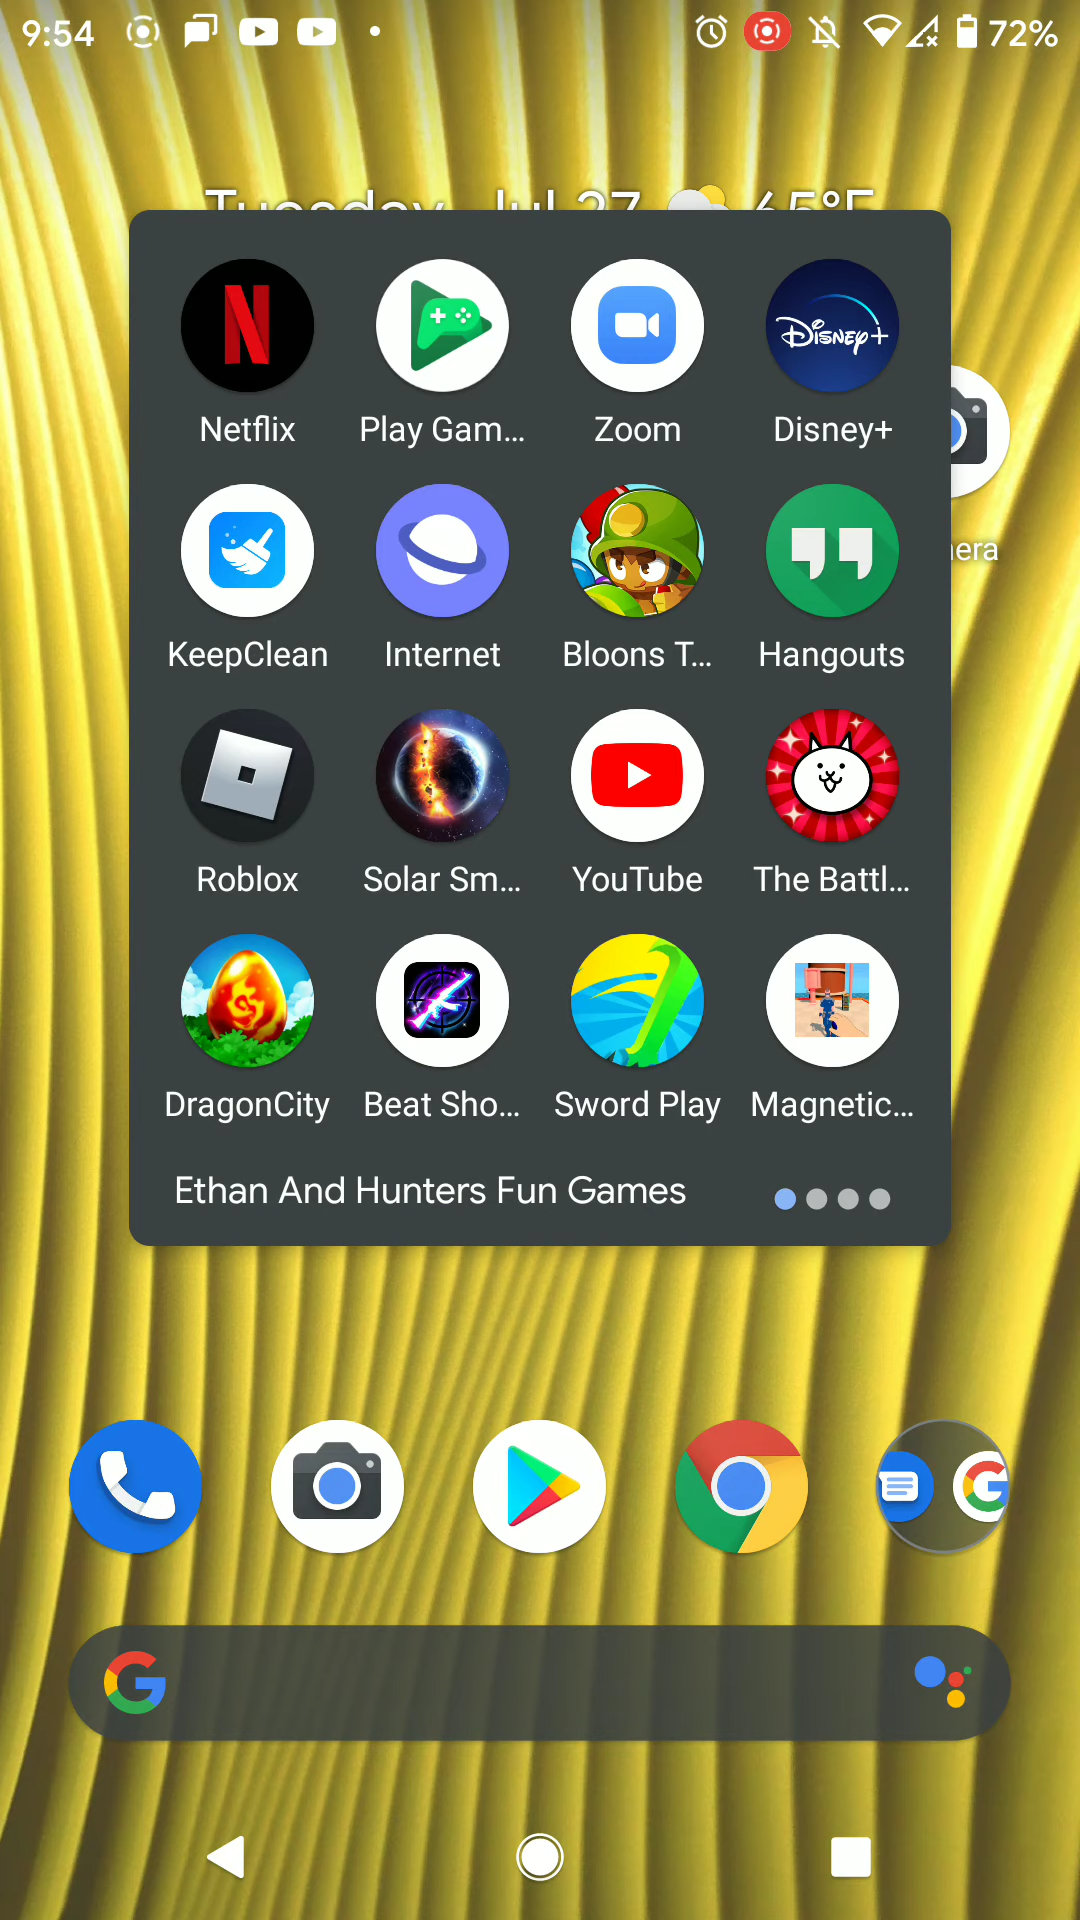 9:54 72%
Tuesday, Jul 27 65°F
Netflix Play Gam... Zoom Disney+
KeepClean Internet Bloons T... Hangouts
Roblox Solar Sm... YouTube The Battl...
DragonCity Beat Sho... Sword Play Magnetic...
Ethan And Hunters Fun Games